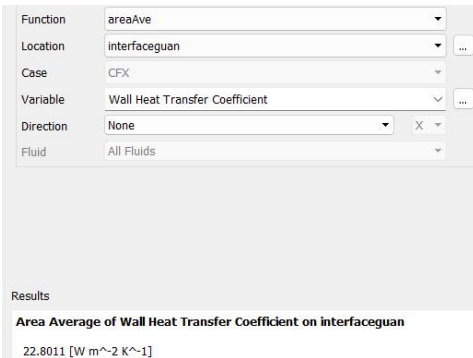 Function areaAve
Location interfaceguan ...
Case CFX
Variable Wall Heat Transfer Coefficient ...
Direction None X
Fluid All Fluids
Results
Area Average of Wall Heat Transfer Coefficient on interfaceguan
22.8011 [W m^-2 K^-1]